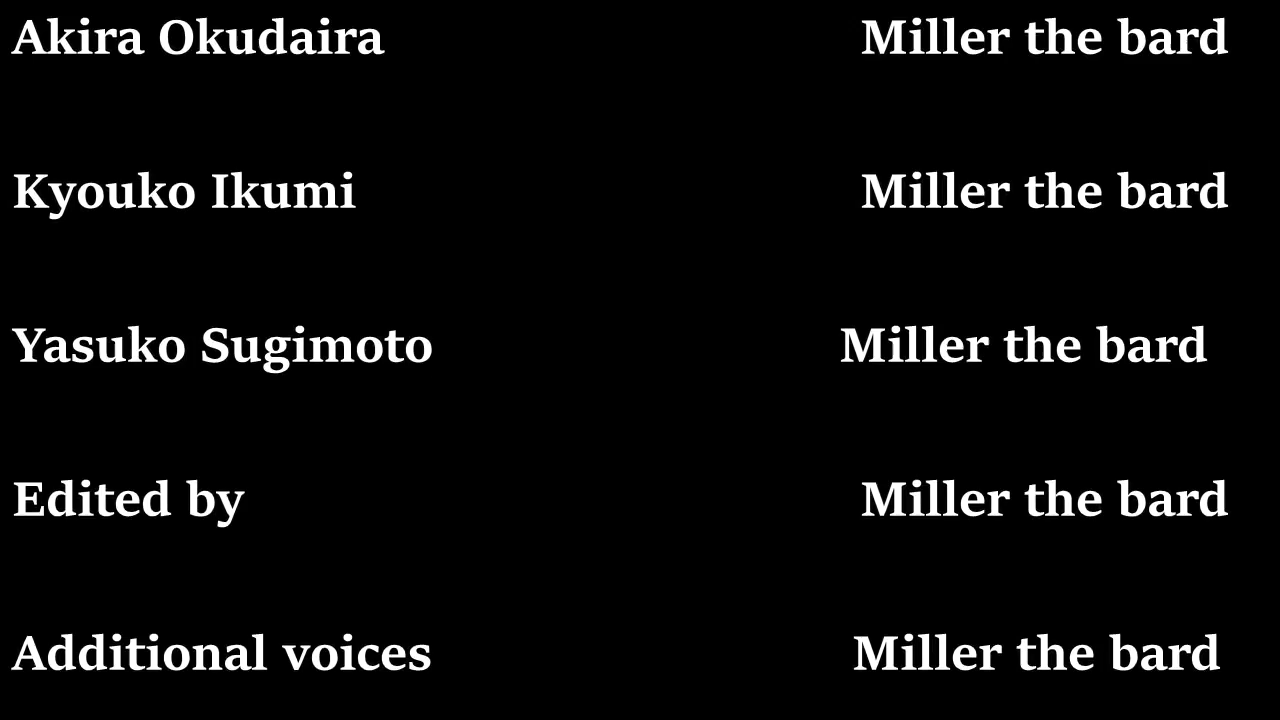 Akira Okudaira Miller the bard
Kyouko Ikumi Miller the bard
Yasuko Sugimoto Miller the bard
Edited by Miller the bard
Additional voices Miller the bard